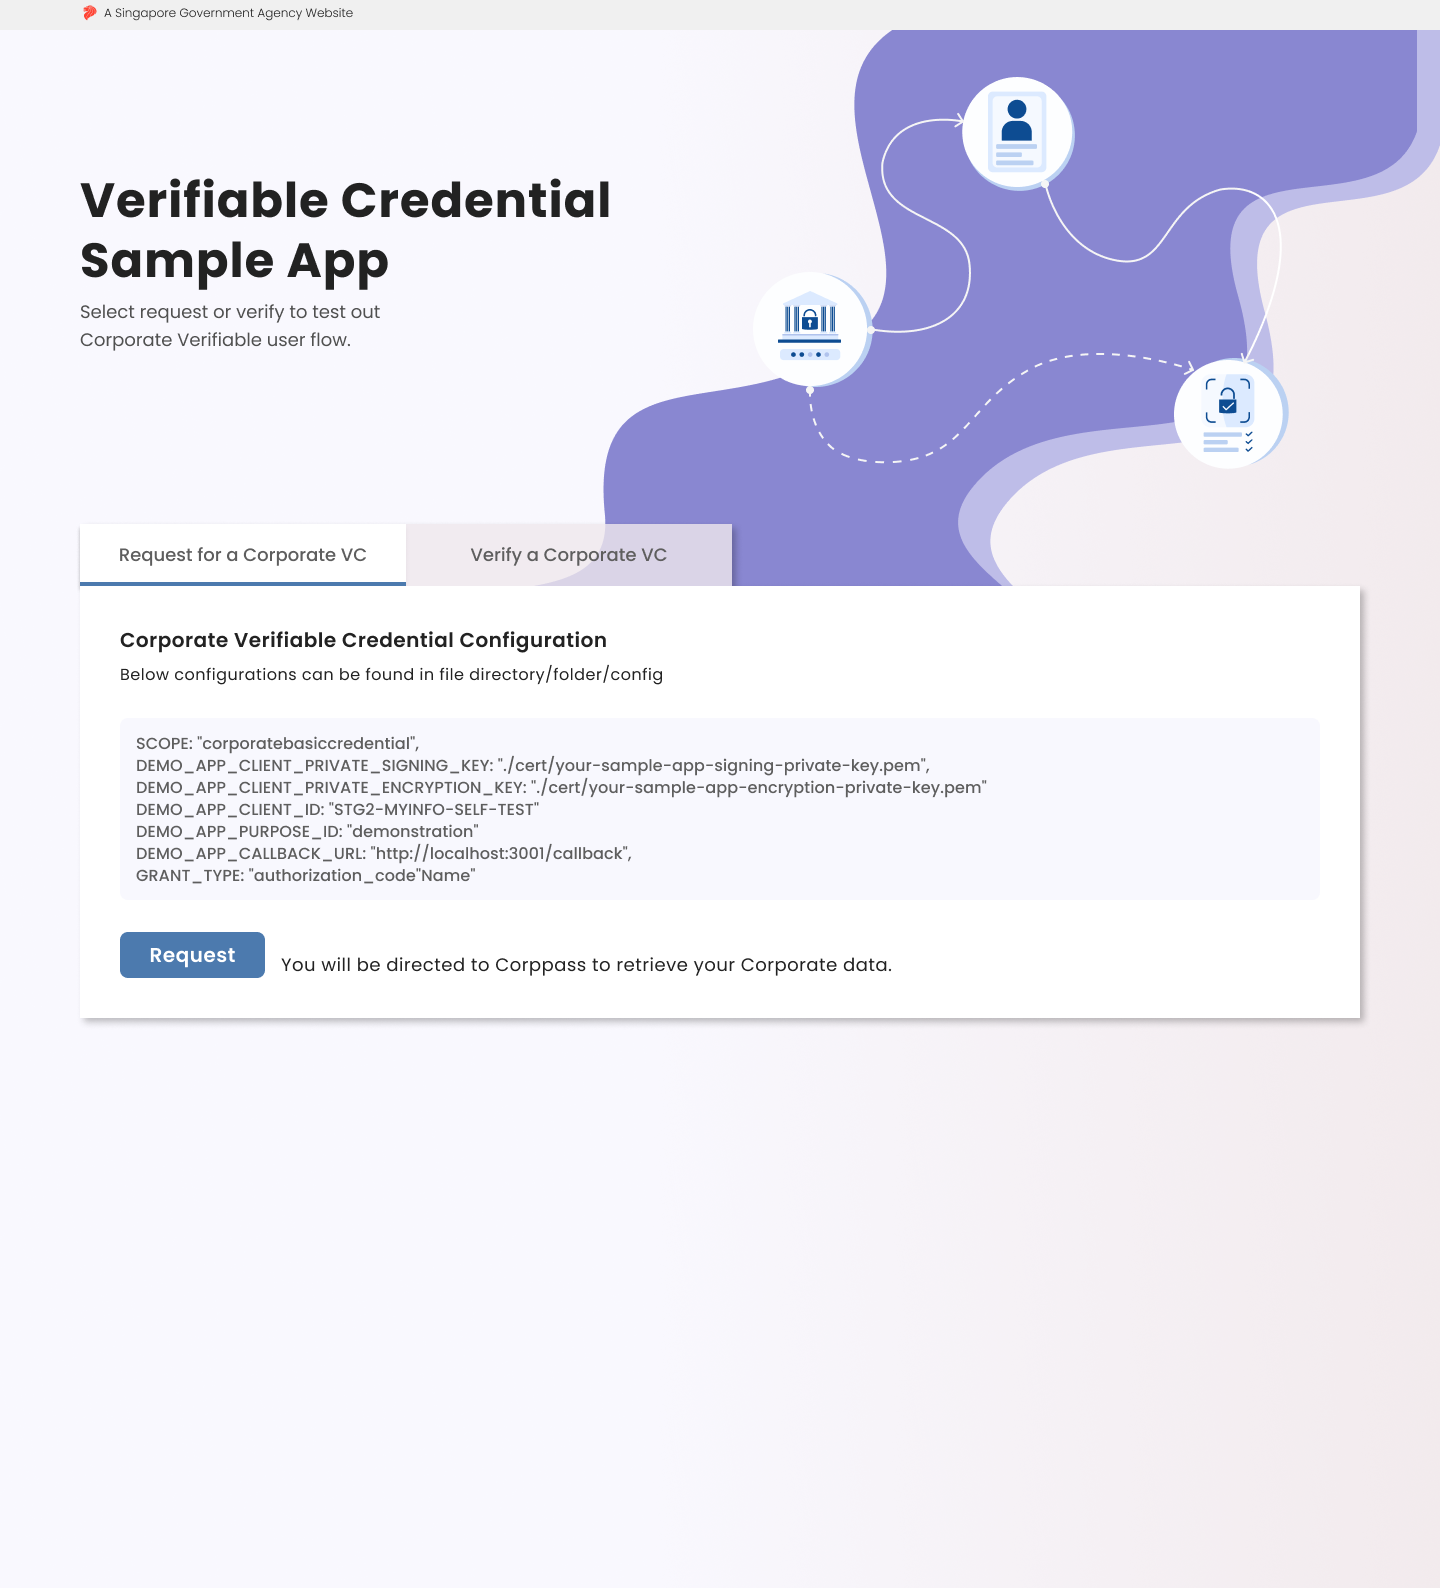 A Singapore Government Agency Website
Verifiable Credential
Sample App
Select request or verify to test out
Corporate Verifiable user flow.
Request for a Corporate VC
Verify a Corporate VC
Corporate Verifiable Credential Configuration
Below configurations can be found in file directory/folder/config
SCOPE: "corporatebasiccredential",
DEMO_APP_CLIENT_PRIVATE_SIGNING_KEY: "./cert/your-sample-app-signing-private-key.pem",
DEMO_APP_CLIENT_PRIVATE_ENCRYPTION_KEY: "./cert/your-sample-app-encryption-private-key.pem"
DEMO_APP_CLIENT_ID: "STG2-MYINFO-SELF-TEST"
DEMO_APP_PURPOSE_ID: "demonstration"
DEMO_APP_CALLBACK_URL: "http://localhost:3001/callback",
GRANT_TYPE: "authorization_code"Name"
Request
You will be directed to Corppass to retrieve your Corporate data.